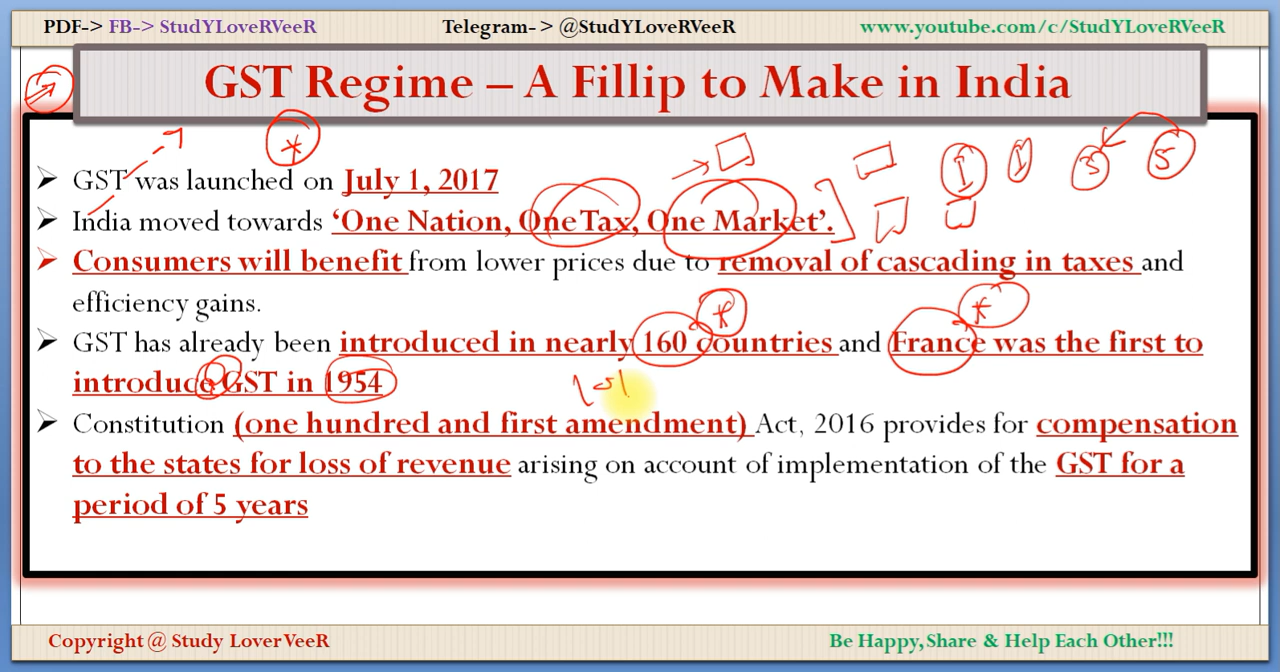 PDF-> FB-> StudYLoveRVeeR Telegram- > @StudYLoveRVeeR www.youtube.com/c/StudYLoveRVeeR
GST Regime – A Fillip to Make in India
➢ GST was launched on July 1, 2017
➢ India moved towards ‘One Nation, One Tax, One Market’.
➢ Consumers will benefit from lower prices due to removal of cascading in taxes and
efficiency gains.
➢ GST has already been introduced in nearly 160 countries and France was the first to
introduce GST in 1954
➢ Constitution (one hundred and first amendment) Act, 2016 provides for compensation
to the states for loss of revenue arising on account of implementation of the GST for a
period of 5 years
1 1 3 5
101
Copyright @ Study LoverVeeR Be Happy,Share & Help Each Other!!!